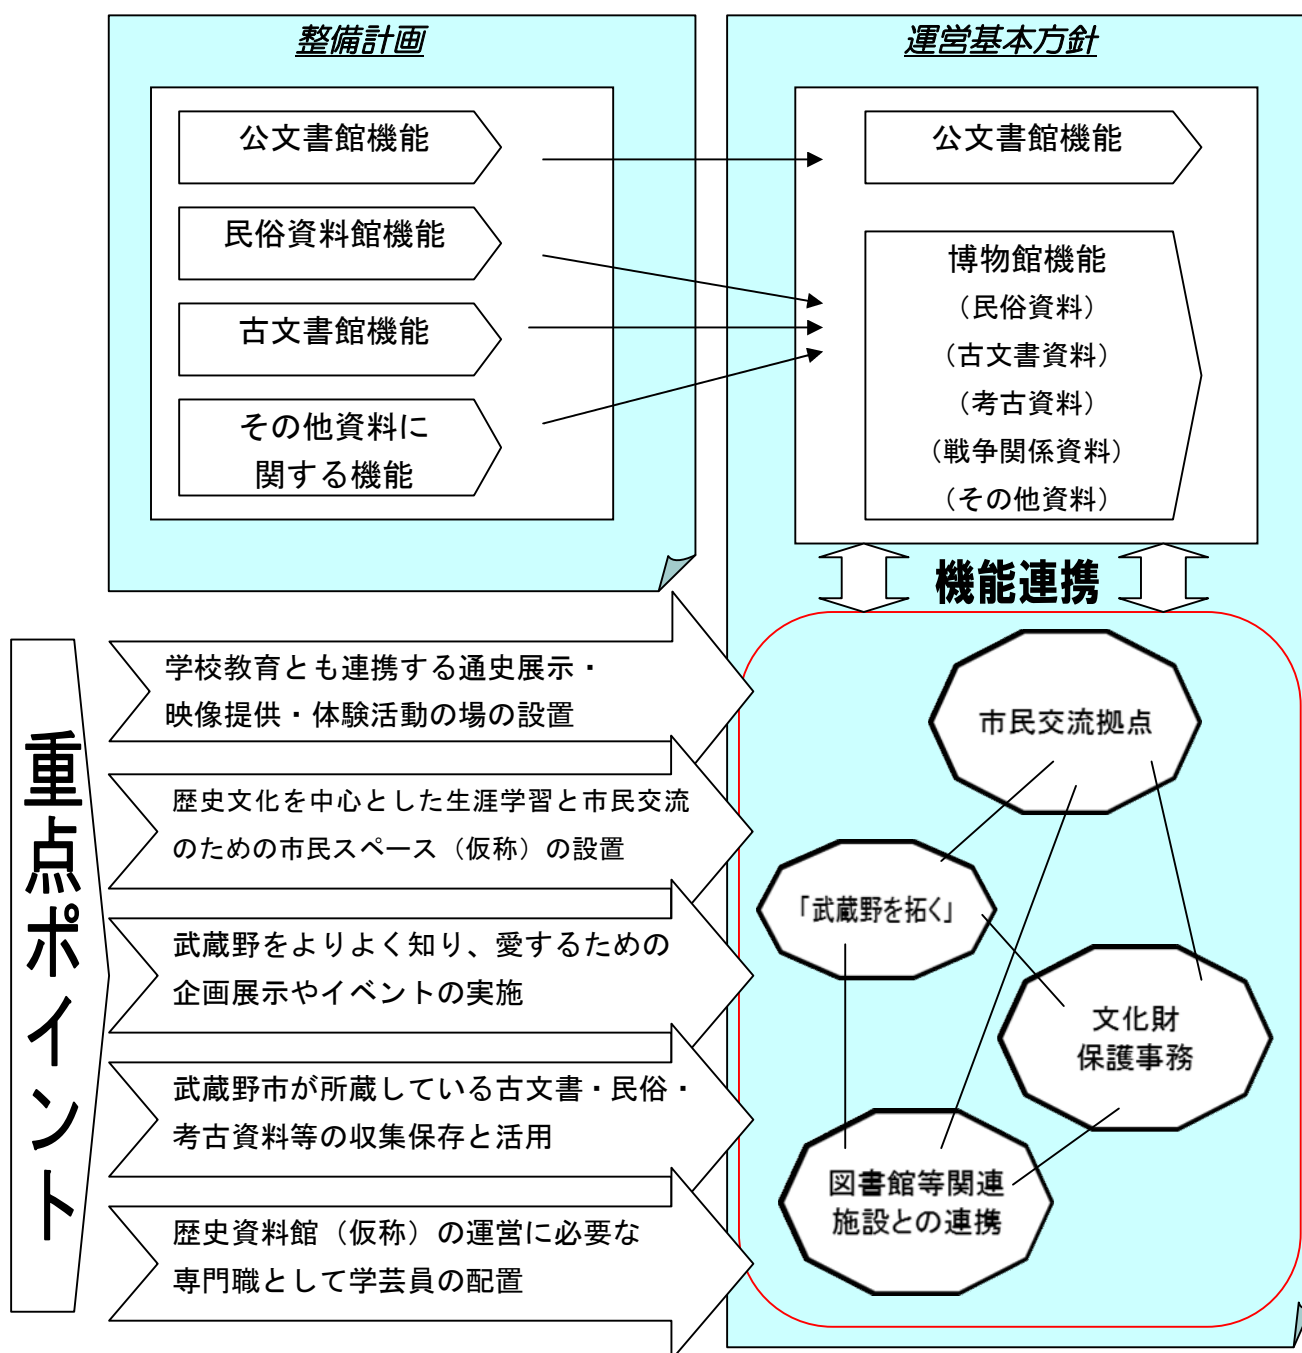 整備計画
公文書館機能
民俗資料館機能
古文書館機能
その他資料に
関する機能
運営基本方針
公文書館機能
博物館機能
（民俗資料）
（古文書資料）
（考古資料）
（戦争関係資料）
（その他資料）
機能連携
重点ポイント
学校教育とも連携する通史展示・
映像提供・体験活動の場の設置
歴史文化を中心とした生涯学習と市民交流
のための市民スペース（仮称）の設置
武蔵野をよりよく知り、愛するための
企画展示やイベントの実施
武蔵野市が所蔵している古文書・民俗・
考古資料等の収集保存と活用
歴史資料館（仮称）の運営に必要な
専門職として学芸員の配置
市民交流拠点
「武蔵野を拓く」
文化財
保護事務
図書館等関連
施設との連携